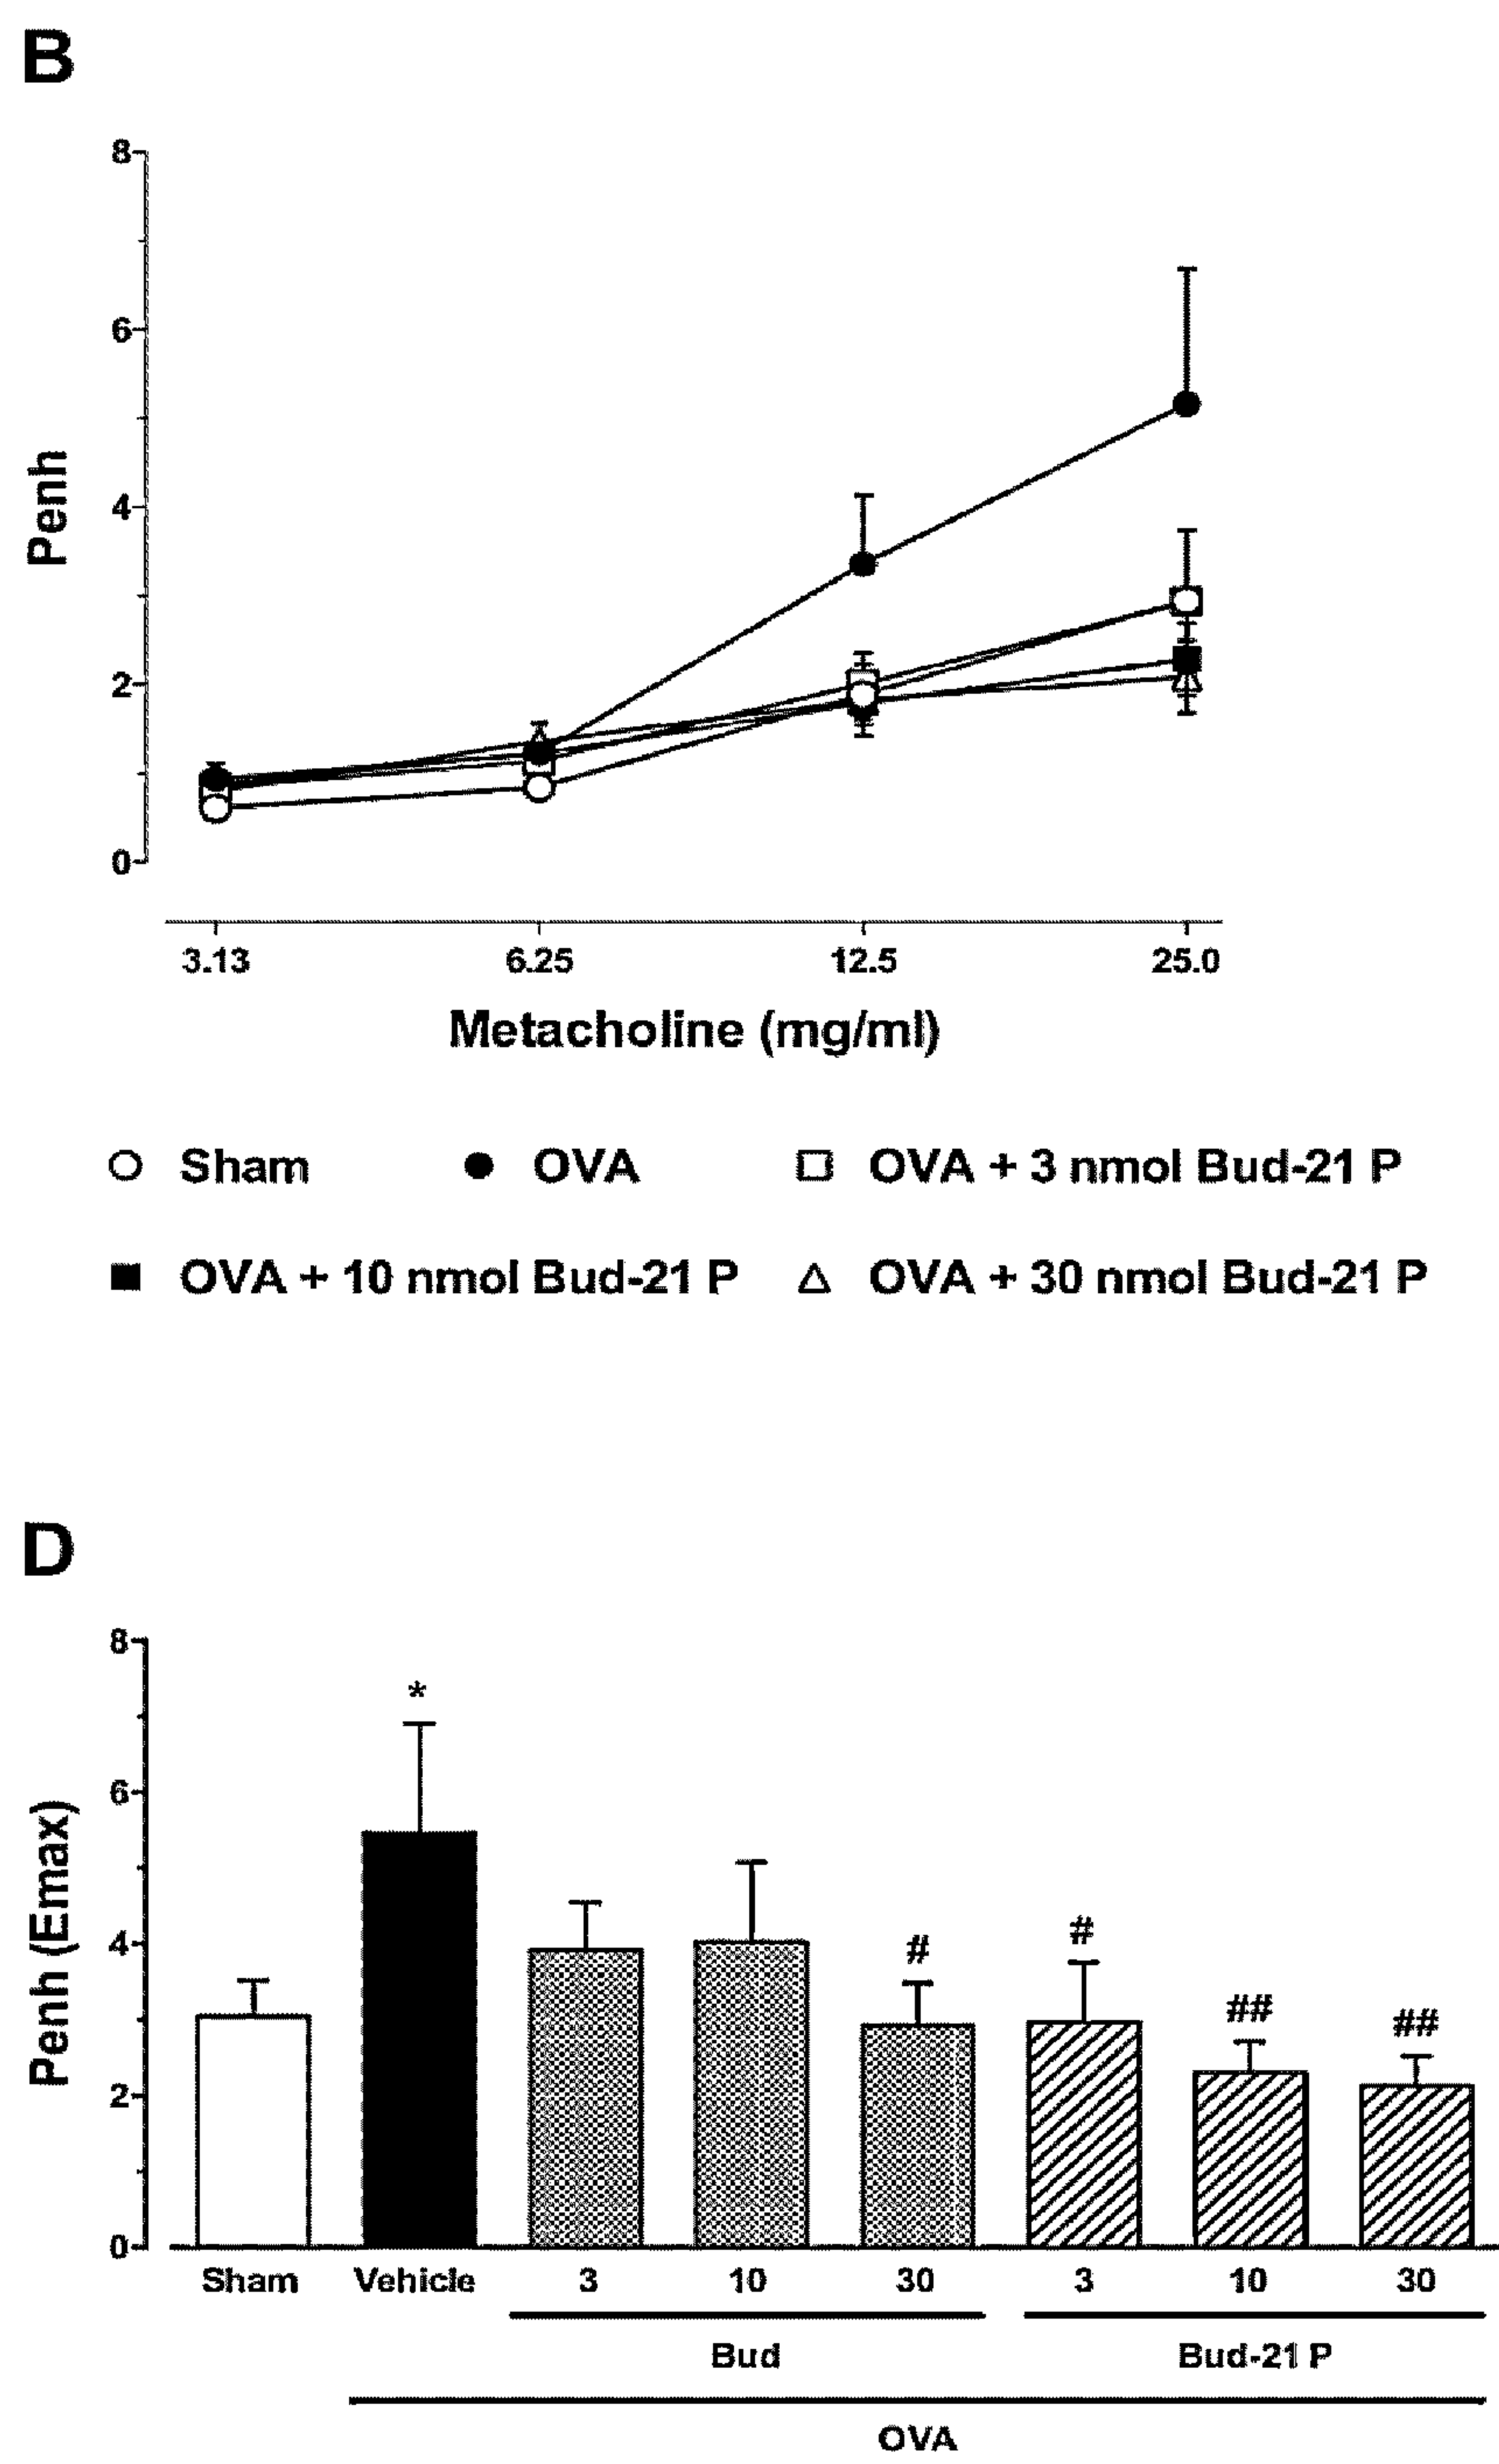 B
8
6
4
2
0
Penh
3.13 6.25 12.5 25.0
Metacholine (mg/ml)
Sham OVA OVA + 3 nmol Bud-21 P
OVA + 10 nmol Bud-21 P OVA + 30 nmol Bud-21 P
D
8
6
4
2
0
Penh (Emax)
*
# # ## ##
Sham Vehicle 3 10 30 3 10 30
Bud Bud-21 P
OVA